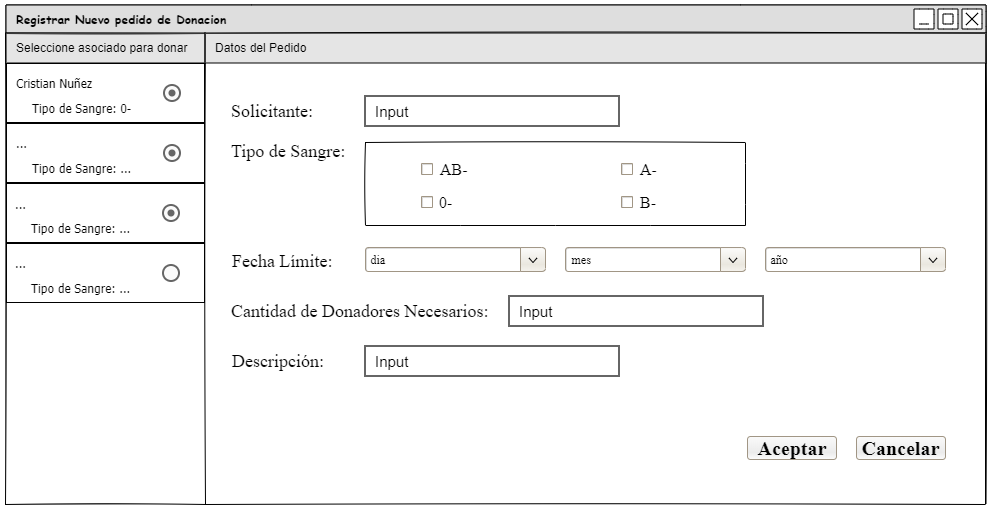 Registrar Nuevo pedido de Donacion
Seleccione asociado para donar
Datos del Pedido
Cristian Nuñez
Tipo de Sangre: 0-
...
Tipo de Sangre: ...
...
Tipo de Sangre: ...
...
Tipo de Sangre: ...
Solicitante: Input
Tipo de Sangre:
AB- A-
0- B-
Fecha Límite: dia mes año
Cantidad de Donadores Necesarios: Input
Descripción: Input
Aceptar Cancelar